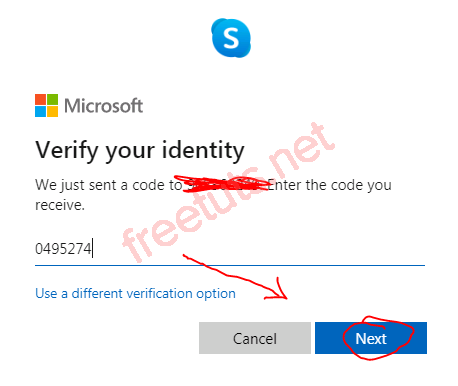 S
Microsoft
Verify your identity
We just sent a code to Enter the code you
receive.
freetuts.net
0495274
Use a different verification option
Cancel
Next